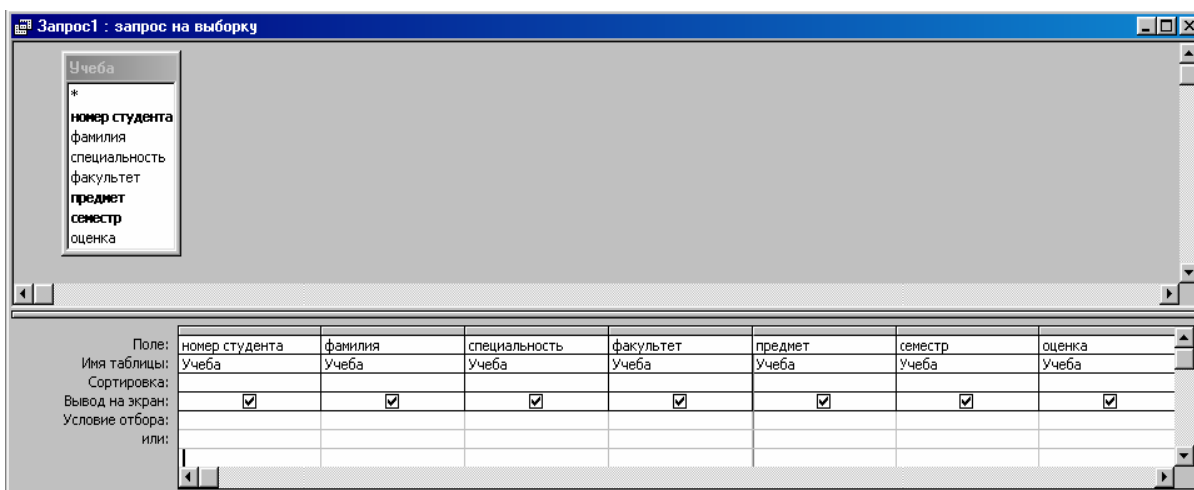 Запрос1 : запрос на выборку
Учеба
*
номер студента
фамилия
специальность
факультет
предмет
семестр
оценка
Поле: номер студента фамилия специальность факультет предмет семестр оценка
Имя таблицы: Учеба Учеба Учеба Учеба Учеба Учеба Учеба
Сортировка:
Вывод на экран:
Условие отбора:
или: